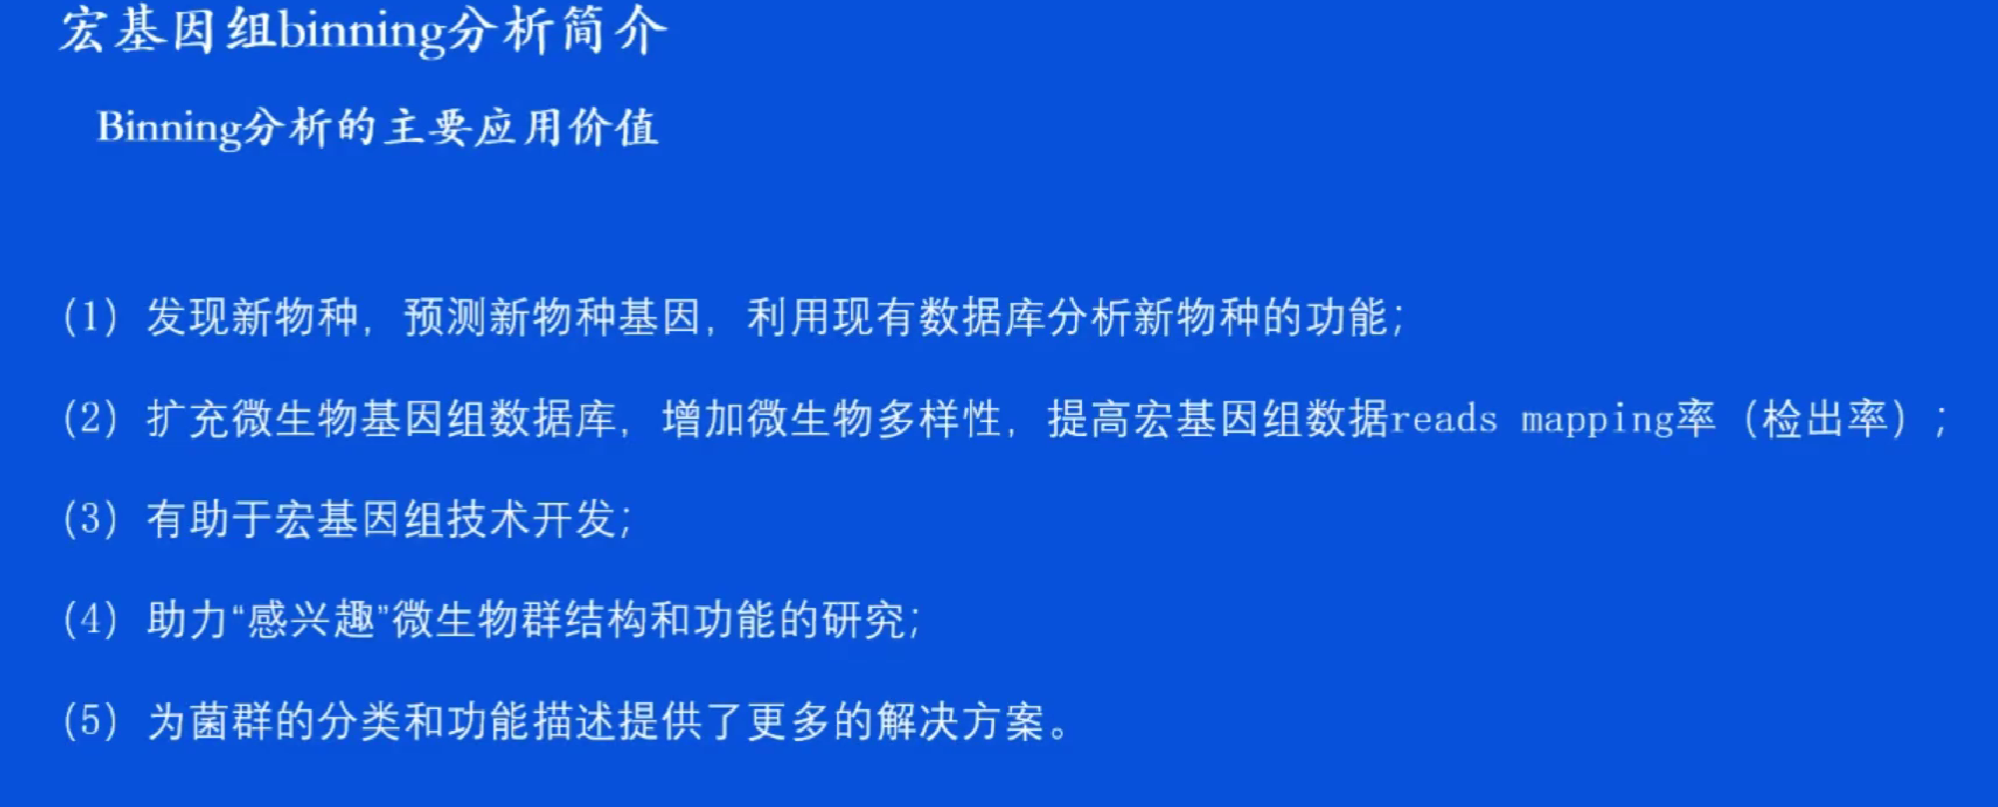 宏基因组binning分析简介
Binning分析的主要应用价值
(1) 发现新物种，预测新物种基因，利用现有数据库分析新物种的功能；
(2) 扩充微生物基因组数据库，增加微生物多样性，提高宏基因组数据reads mapping率（检出率）；
(3) 有助于宏基因组技术开发；
(4) 助力“感兴趣”微生物群结构和功能的研究；
(5) 为菌群的分类和功能描述提供了更多的解决方案。